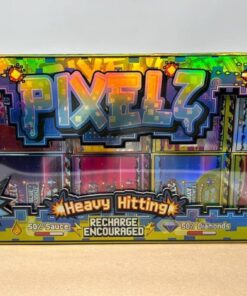 PIXELZ
Heavy Hitting
RECHARGE
ENCOURAGED
50% Sauce
50% Diamonds